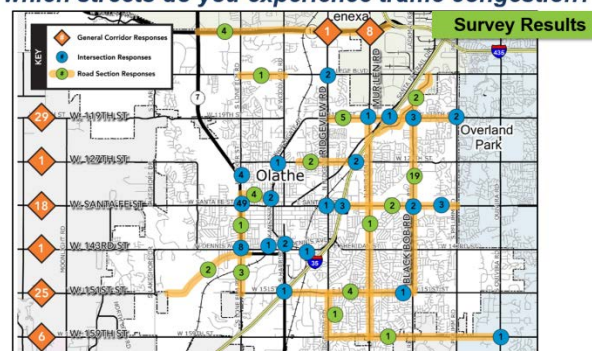 which streets do you experience traffic congestion?
Survey Results
KEY
# General Corridor Responses
# Intersection Responses
# Road Section Responses
Lenexa
4
1
8
435
1
2
7
RIDGEVIEW RD
MUR-LEN RD
2
29
W 119TH ST
5
1
1
3
2
Overland
Park
1
W 127TH ST
1
2
2
4
Olathe
19
18
W SANTA FE ST
4
49
2
1
3
2
2
3
1
1
BLACK BOB RD
1
W 143RD ST
8
1
2
1
35
2
3
25
W 151ST ST
1
4
1
1
6
W 159TH ST
1
1